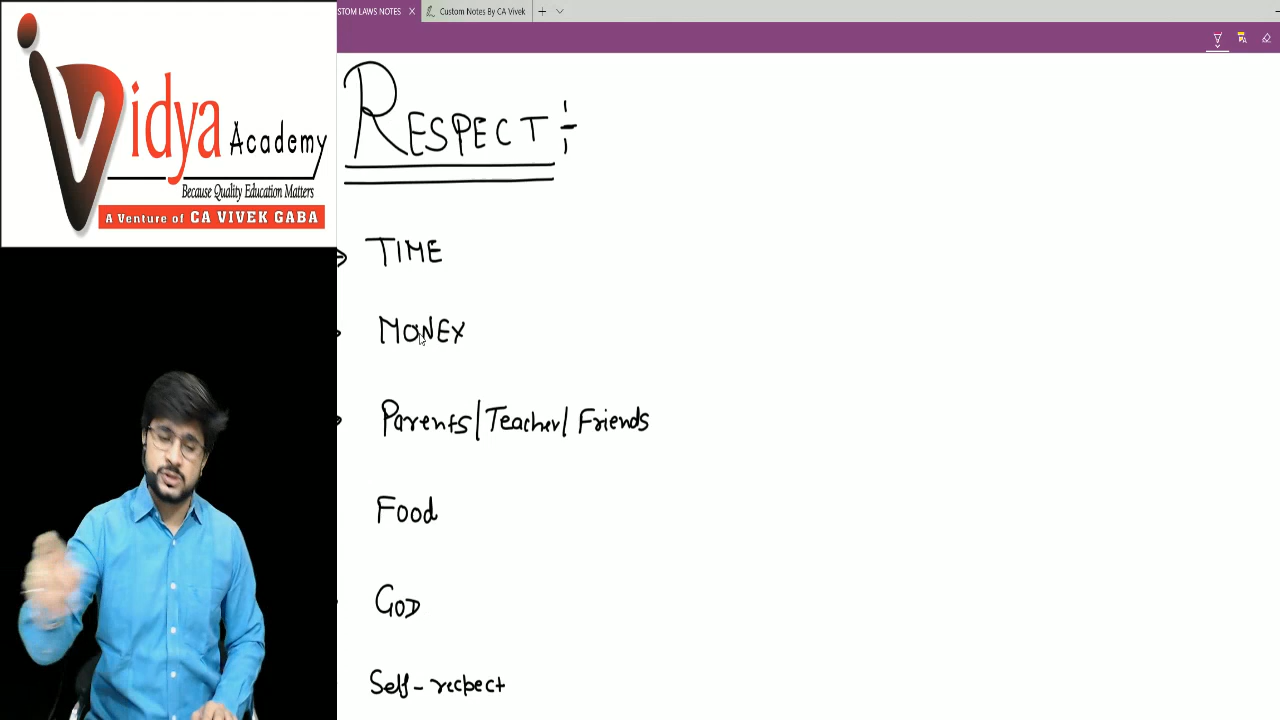 STOM LAWS NOTES
Custom Notes By CA Vivek
Vidya
Academy
Because Quality Education Matters
A Venture of CA VIVEK GABA
RESPECT :-
TIME
MONEY
Parents/Teacher/Friends
Food
GOD
Self-recpect